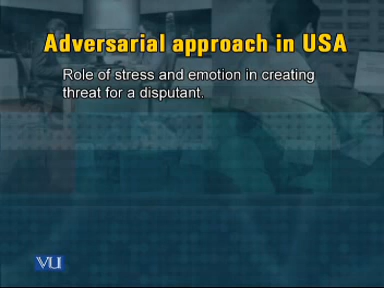 Adversarial approach in USA
Role of stress and emotion in creating
threat for a disputant.
VU